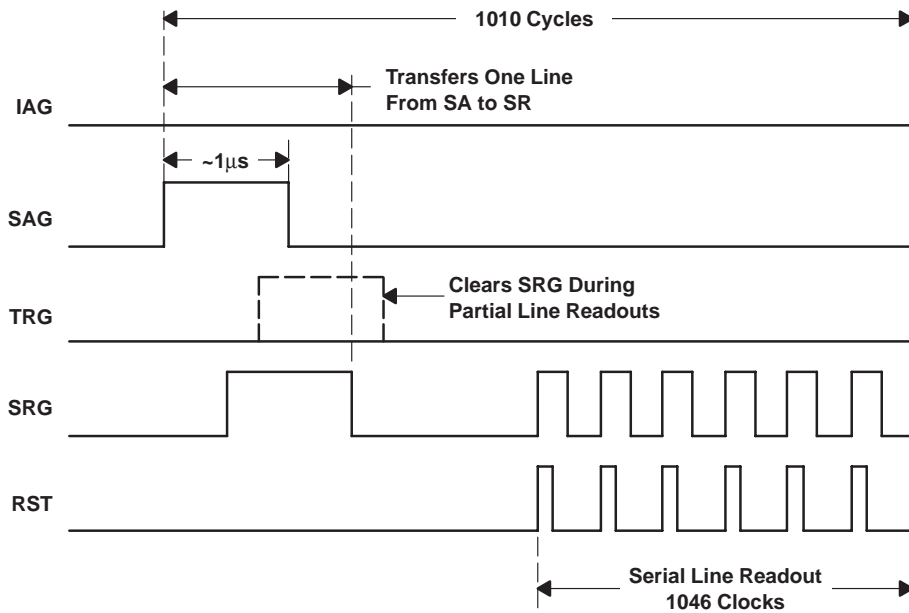 1010 Cycles
Transfers One Line
From SA to SR
IAG
~1μs
SAG
Clears SRG During
Partial Line Readouts
TRG
SRG
RST
Serial Line Readout
1046 Clocks